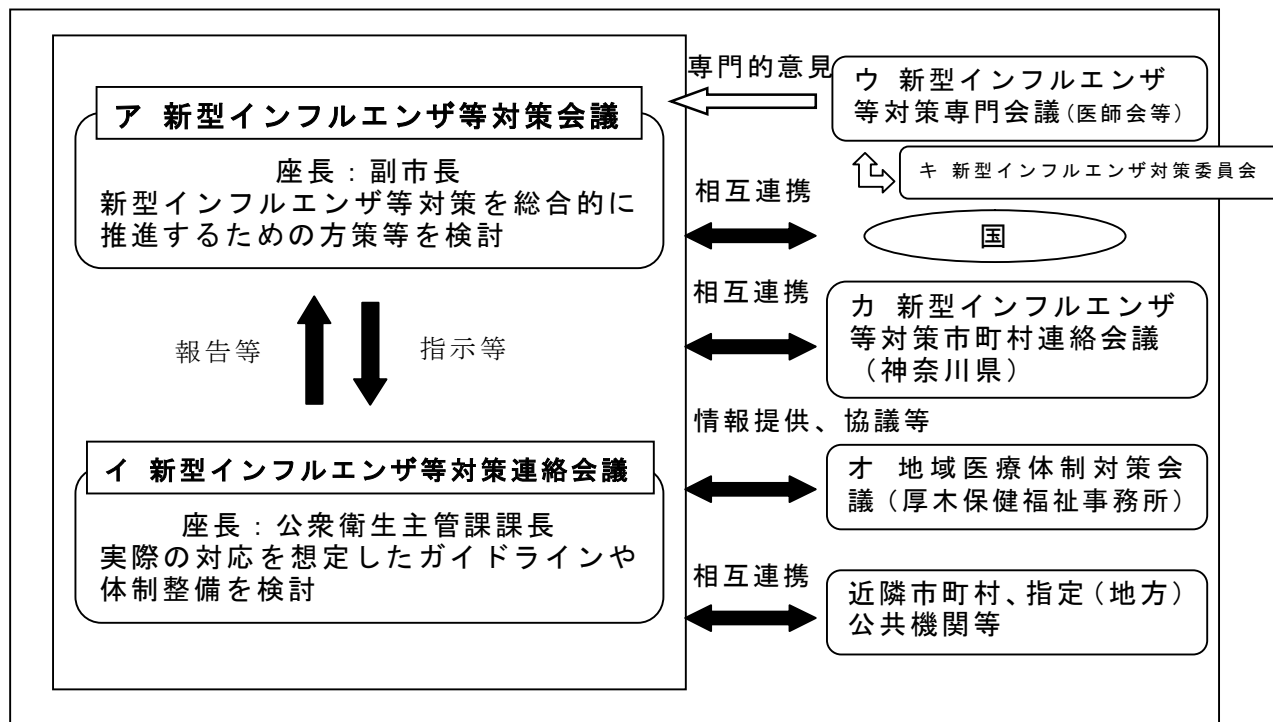 ア 新型インフルエンザ等対策会議
座長：副市長
新型インフルエンザ等対策を総合的に
推進するための方策等を検討
報告等
指示等
イ 新型インフルエンザ等対策連絡会議
座長：公衆衛生主管課課長
実際の対応を想定したガイドラインや
体制整備を検討
専門的意見
ウ 新型インフルエンザ
等対策専門会議（医師会等）
キ 新型インフルエンザ対策委員会
相互連携
国
相互連携
カ 新型インフルエンザ
等対策市町村連絡会議
（神奈川県）
情報提供、協議等
オ 地域医療体制対策会
議（厚木保健福祉事務所）
相互連携
近隣市町村、指定（地方）
公共機関等